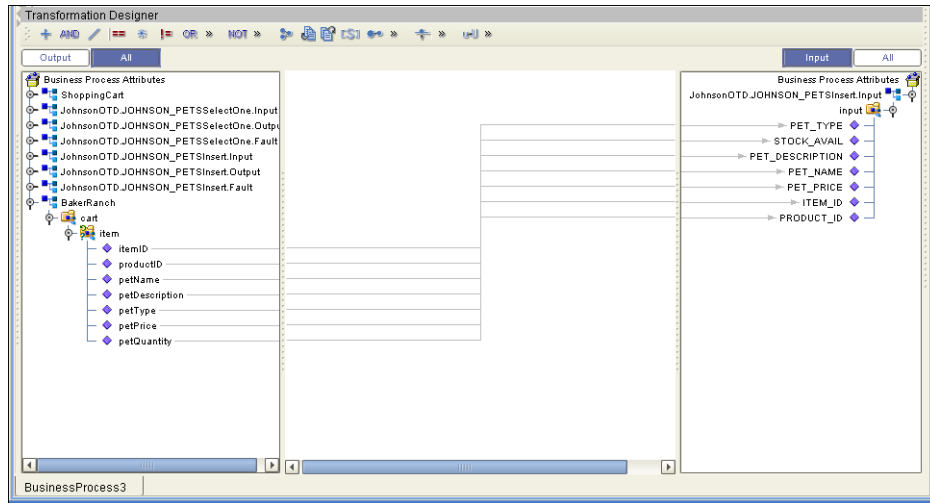 Transformation Designer
AND == != OR » NOT » » »
Output All
Input All
Business Process Attributes
ShoppingCart
JohnsonOTD.JOHNSON_PETSSelectOne.Input
JohnsonOTD.JOHNSON_PETSSelectOne.Outpu
JohnsonOTD.JOHNSON_PETSSelectOne.Fault
JohnsonOTD.JOHNSON_PETSInsert.Input
JohnsonOTD.JOHNSON_PETSInsert.Output
JohnsonOTD.JOHNSON_PETSInsert.Fault
BakerRanch
cart
item
itemID
productID
petName
petDescription
petType
petPrice
petQuantity
Business Process Attributes
JohnsonOTD.JOHNSON_PETSInsert.Input
input
PET_TYPE
STOCK_AVAIL
PET_DESCRIPTION
PET_NAME
PET_PRICE
ITEM_ID
PRODUCT_ID
BusinessProcess3